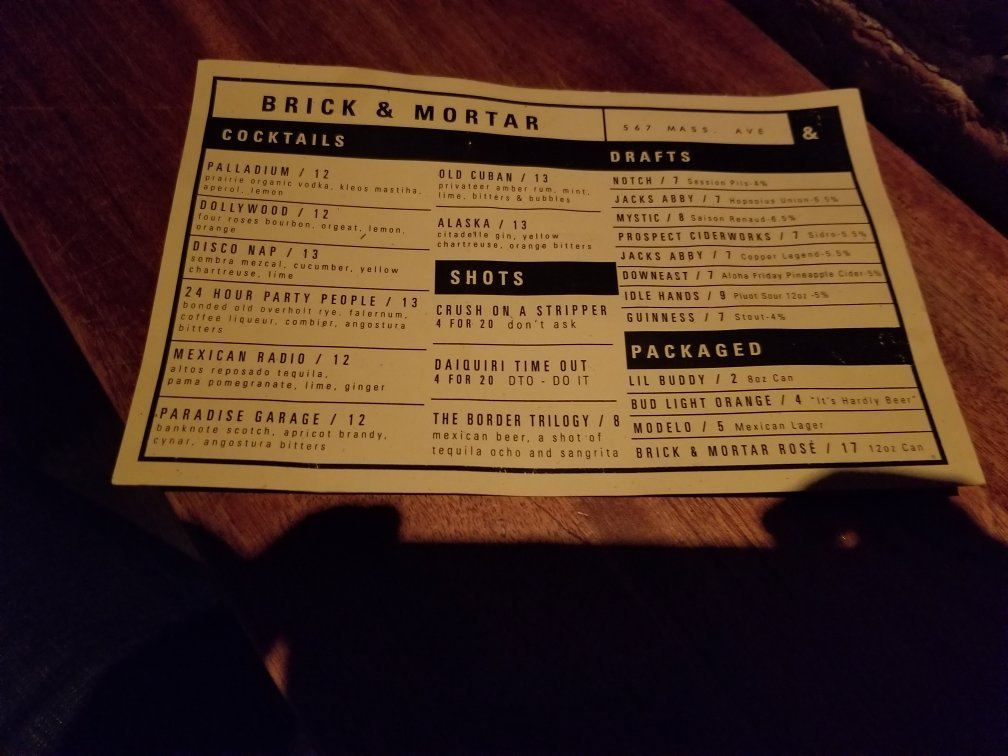 BRICK & MORTAR
567 MASS. AVE
&
COCKTAILS
PALLADIUM / 12
prairie organic vodka, kleos mastiha,
aperol, lemon
DOLLYWOOD / 12
four roses bourbon, orgeat, lemon,
orange
DISCO NAP / 13
sombra mezcal, cucumber, yellow
chartreuse, lime
24 HOUR PARTY PEOPLE / 13
bonded old overholt rye, falernum,
coffee liqueur, combier, angostura
bitters
MEXICAN RADIO / 12
altos reposado tequila,
pama pomegranate, lime, ginger
PARADISE GARAGE / 12
banknote scotch, apricot brandy,
cynar, angostura bitters
OLD CUBAN / 13
privateer amber rum, mint,
lime, bitters & bubbles
ALASKA / 13
citadelle gin, yellow
chartreuse, orange bitters
SHOTS
CRUSH ON A STRIPPER
4 FOR 20 don't ask
DAIQUIRI TIME OUT
4 FOR 20 DTO - DO IT
THE BORDER TRILOGY / 8
mexican beer, a shot of
tequila ocho and sangrita
DRAFTS
NOTCH / 7 Session Pils-4%
JACKS ABBY / 7 Hoponius Union-6.5%
MYSTIC / 8 Saison Renaud-6.5%
PROSPECT CIDERWORKS / 7 Sidro-5.5%
JACKS ABBY / 7 Copper Legend-5.5%
DOWNEAST / 7 Aloha Friday Pineapple Cider-5%
IDLE HANDS / 9 Pluot Sour 12oz -5%
GUINNESS / 7 Stout-4%
PACKAGED
LIL BUDDY / 2 8oz Can
BUD LIGHT ORANGE / 4 "It's Hardly Beer"
MODELO / 5 Mexican Lager
BRICK & MORTAR ROSÉ / 17 12oz Can